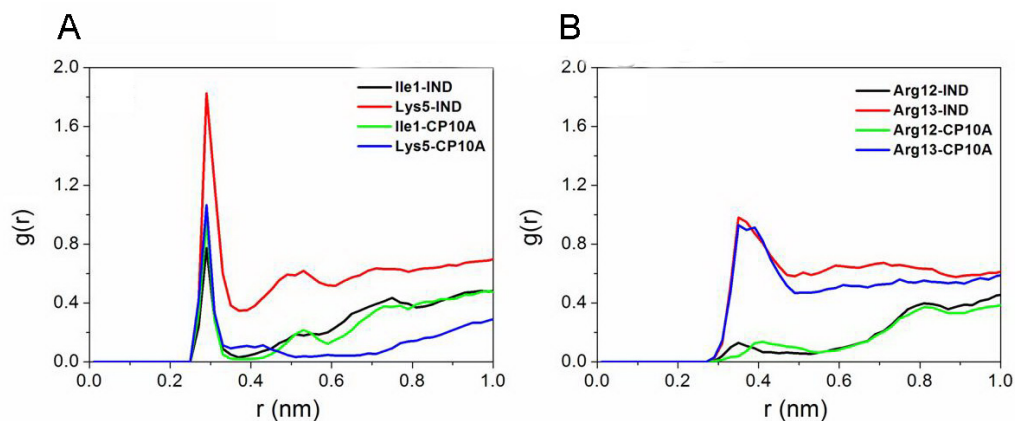 A
B
2.0
1.6
1.2
0.8
0.4
0.0
g(r)
Ile1-IND
Lys5-IND
Ile1-CP10A
Lys5-CP10A
0.0 0.2 0.4 0.6 0.8 1.0
r (nm)
2.0
1.6
1.2
0.8
0.4
0.0
g(r)
Arg12-IND
Arg13-IND
Arg12-CP10A
Arg13-CP10A
0.0 0.2 0.4 0.6 0.8 1.0
r (nm)